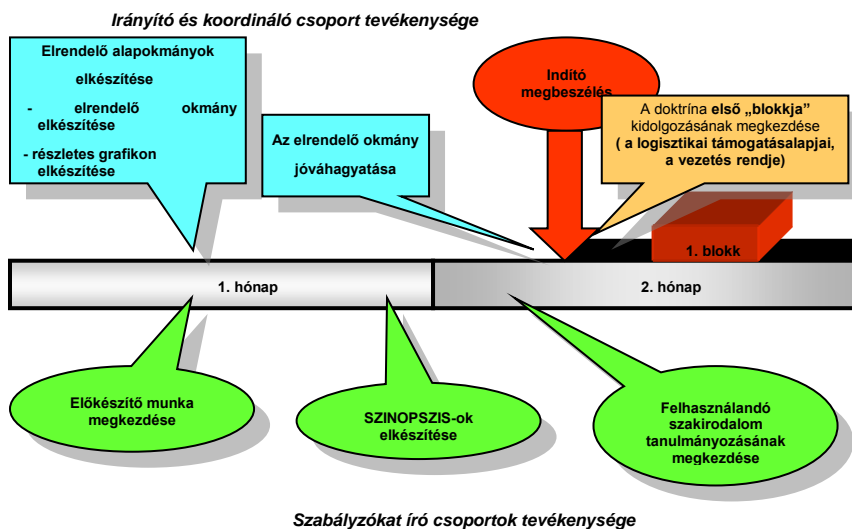 Irányító és koordináló csoport tevékenysége
Elrendelő alapokmányok
elkészítése
- elrendelő okmány
elkészítése
- részletes grafikon
elkészítése
Az elrendelő okmány
jóváhagyatása
Indító
megbeszélés
A doktrína első „blokkja”
kidolgozásának megkezdése
( a logisztikai támogatásalapjai,
a vezetés rendje)
1. blokk
1. hónap
2. hónap
Előkészítő munka
megkezdése
SZINOPSZIS-ok
elkészítése
Felhasználandó
szakirodalom
tanulmányozásának
megkezdése
Szabályzókat író csoportok tevékenysége